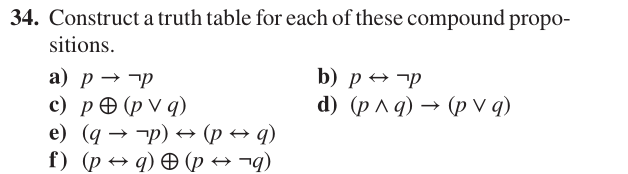 34. Construct a truth table for each of these compound propo-
sitions.
a) p → ¬p
b) p ↔ ¬p
c) p ⊕ (p ∨ q)
d) (p ∧ q) → (p ∨ q)
e) (q → ¬p) ↔ (p ↔ q)
f) (p ↔ q) ⊕ (p ↔ ¬q)